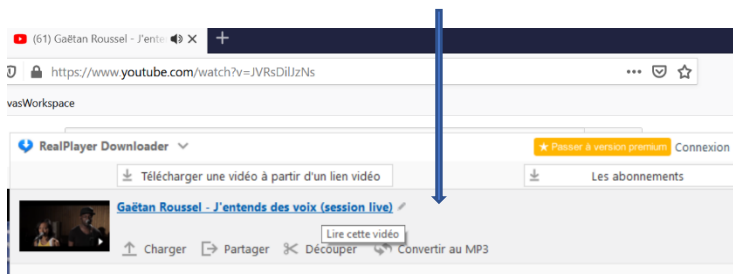 (61) Gaëtan Roussel - J'ente
https://www.youtube.com/watch?v=JVRsDilJzNs
vasWorkspace
RealPlayer Downloader
Passer à version premium Connexion
Télécharger une vidéo à partir d'un lien vidéo Les abonnements
Gaëtan Roussel - J'entends des voix (session live)
Lire cette vidéo
Charger Partager Découper Convertir au MP3